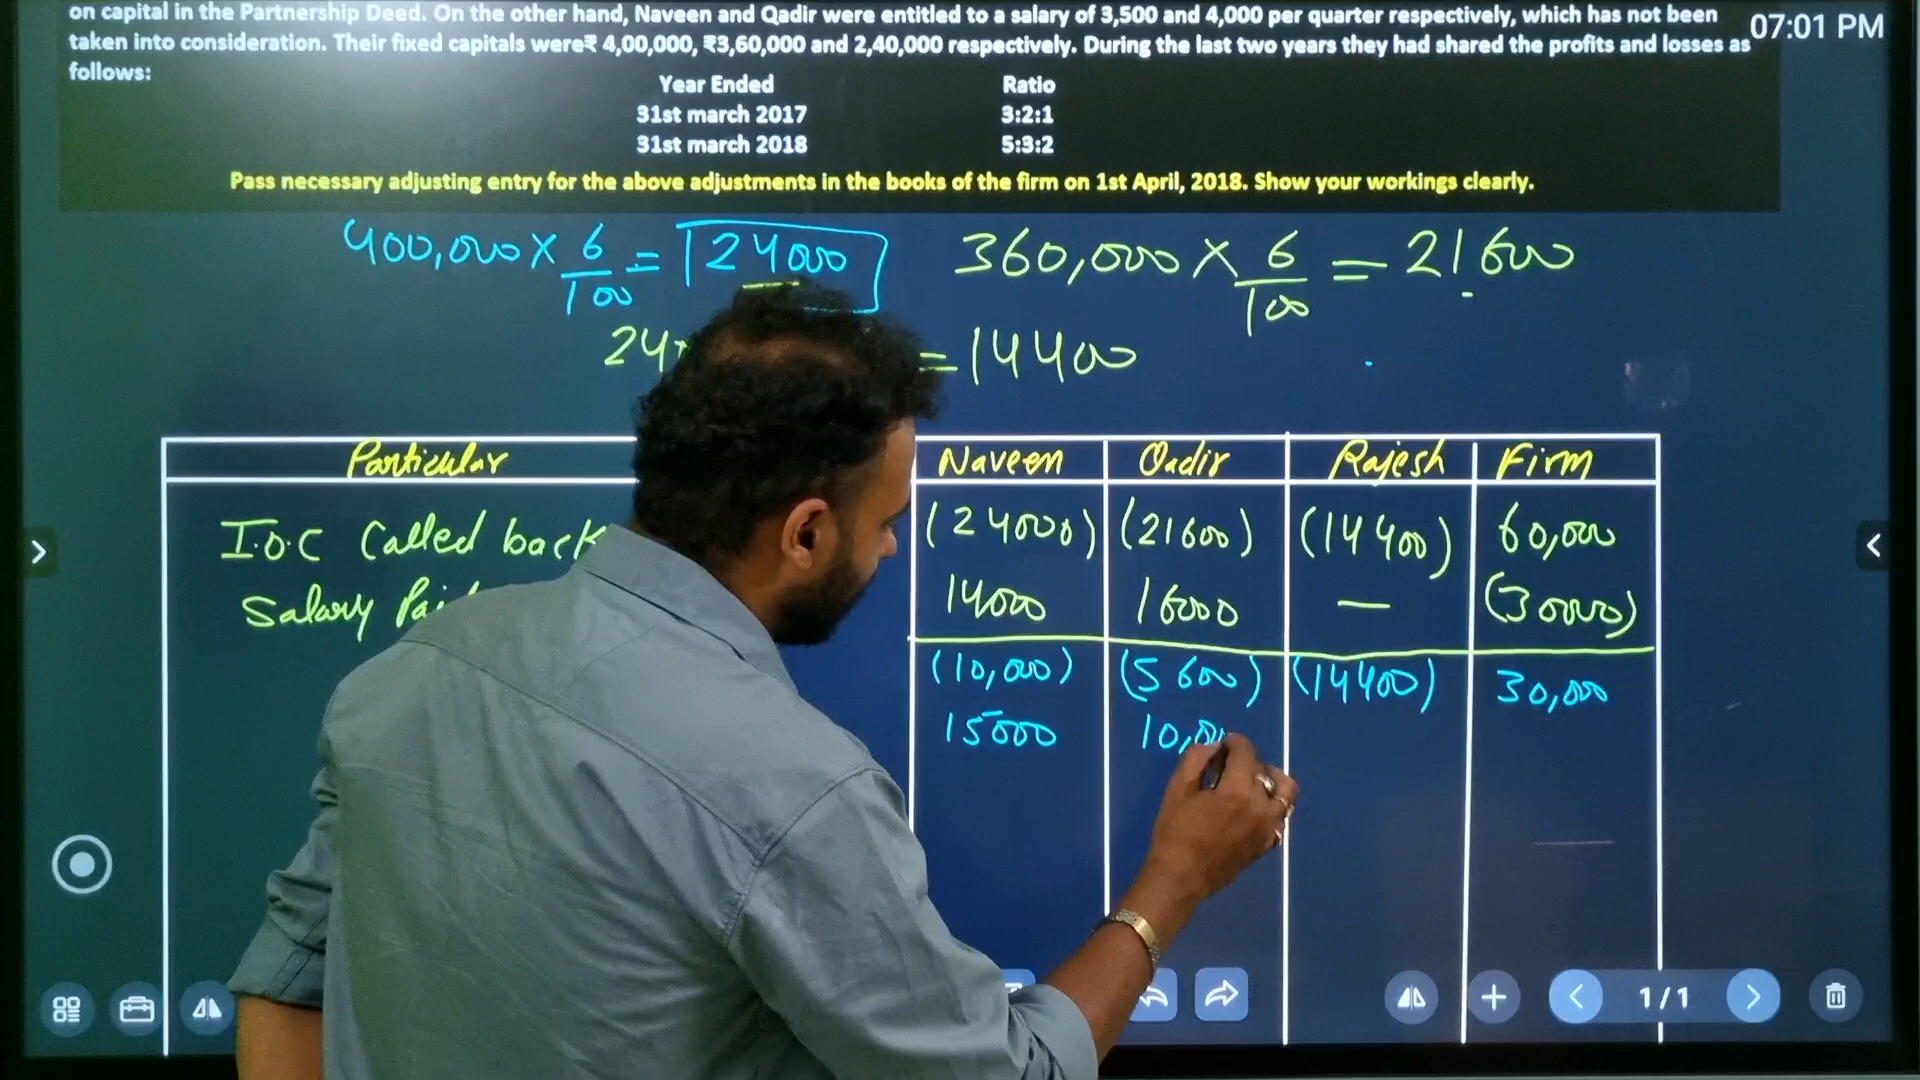 on capital in the Partnership Deed. On the other hand, Naveen and Qadir were entitled to a salary of 3,500 and 4,000 per quarter respectively, which has not been
07:01 PM
taken into consideration. Their fixed capitals were₹ 4,00,000, ₹3,60,000 and 2,40,000 respectively. During the last two years they had shared the profits and losses as
follows:
Year Ended Ratio
31st march 2017 3:2:1
31st march 2018 5:3:2
Pass necessary adjusting entry for the above adjustments in the books of the firm on 1st April, 2018. Show your workings clearly.
400,000 × 6/100 = 24000 360,000 × 6/100 = 21600
24 = 14400
Particular Naveen Qadir Rajesh Firm
I.O.C Called back (24000) (21600) (14400) 60,000
Salary Paid 14000 16000 — (30000)
(10,000) (5600) (14400) 30,000
15000 10,00
1/1